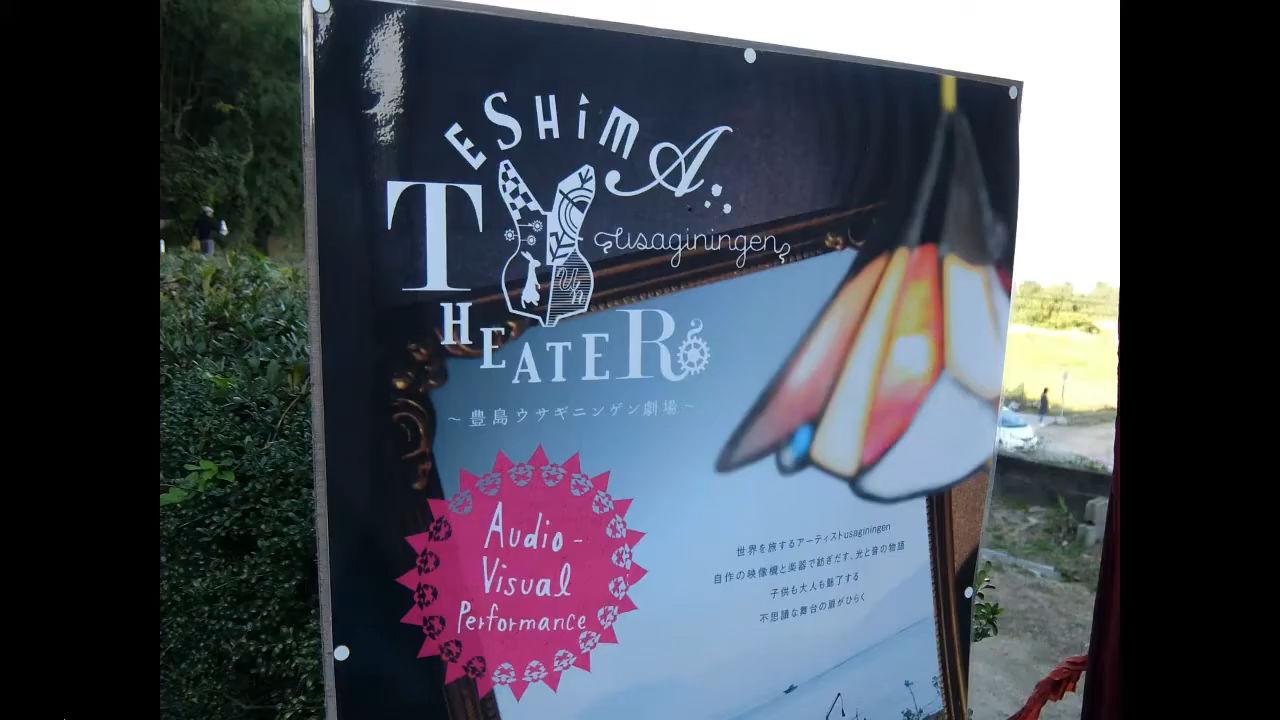 TESHiMA
usaginingen
Un
THEATER
～豊島ウサギニンゲン劇場～
Audio-
Visual
Performance
世界を旅するアーティストusaginingen
自作の映像機と楽器で紡ぎだす、光と音の物語
子供も大人も魅了する
不思議な舞台の扉がひらく